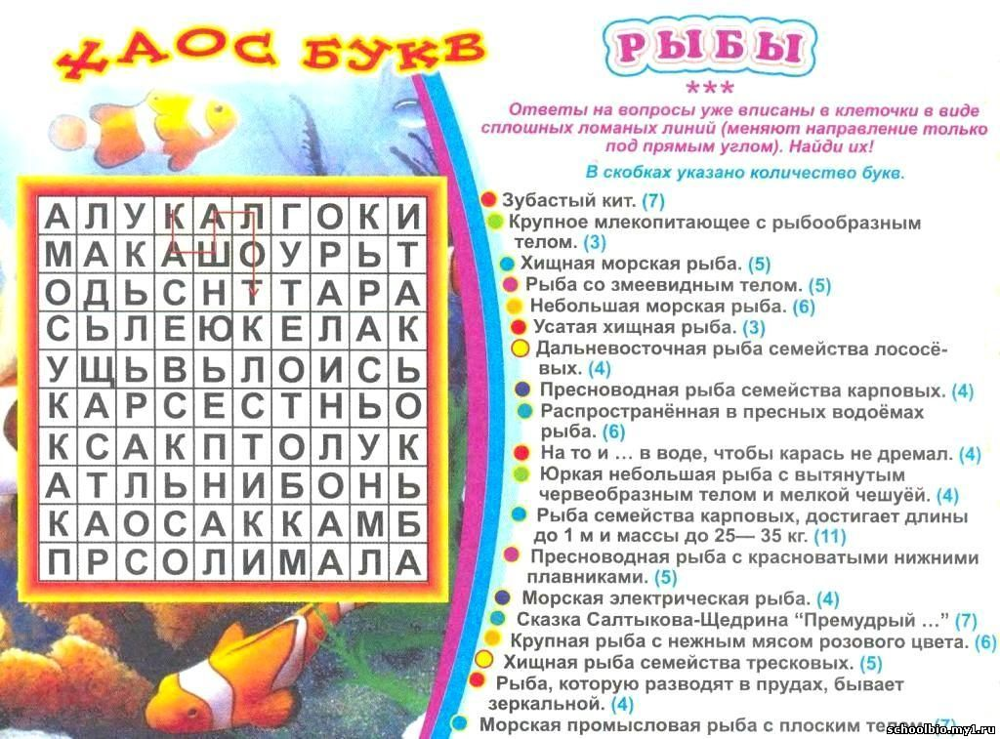 ХАОС БУКВ
РЫБЫ
***
Ответы на вопросы уже вписаны в клеточки в виде
сплошных ломаных линий (меняют направление только
под прямым углом). Найди их!
В скобках указано количество букв.
А Л У К А Л Г О К И
М А К А Ш О У Р Ь Т
О Д Ь С Н Т Т А Р А
С Ь Л Е Ю К Е Л А К
У Щ Ь В Ь Л О И С Ь
К А Р С Е С Т Н Ь О
К С А К П Т О Л У К
А Т Л Ь Н И Б О Н Ь
К А О С А К К А М Б
П Р С О Л И М А Л А
Зубастый кит. (7)
Крупное млекопитающее с рыбообразным
телом. (3)
Хищная морская рыба. (5)
Рыба со змеевидным телом. (5)
Небольшая морская рыба. (6)
Усатая хищная рыба. (3)
Дальневосточная рыба семейства лососё-
вых. (4)
Пресноводная рыба семейства карповых. (4)
Распространённая в пресных водоёмах
рыба. (6)
На то и … в воде, чтобы карась не дремал. (4)
Юркая небольшая рыба с вытянутым
червеобразным телом и мелкой чешуёй. (4)
Рыба семейства карповых, достигает длины
до 1 м и массы до 25— 35 кг. (11)
Пресноводная рыба с красноватыми нижними
плавниками. (5)
Морская электрическая рыба. (4)
Сказка Салтыкова-Щедрина “Премудрый …” (7)
Крупная рыба с нежным мясом розового цвета. (6)
Хищная рыба семейства тресковых. (5)
Рыба, которую разводят в прудах, бывает
зеркальной. (4)
Морская промысловая рыба с плоским телом. (7)
schoolbio.my1.ru